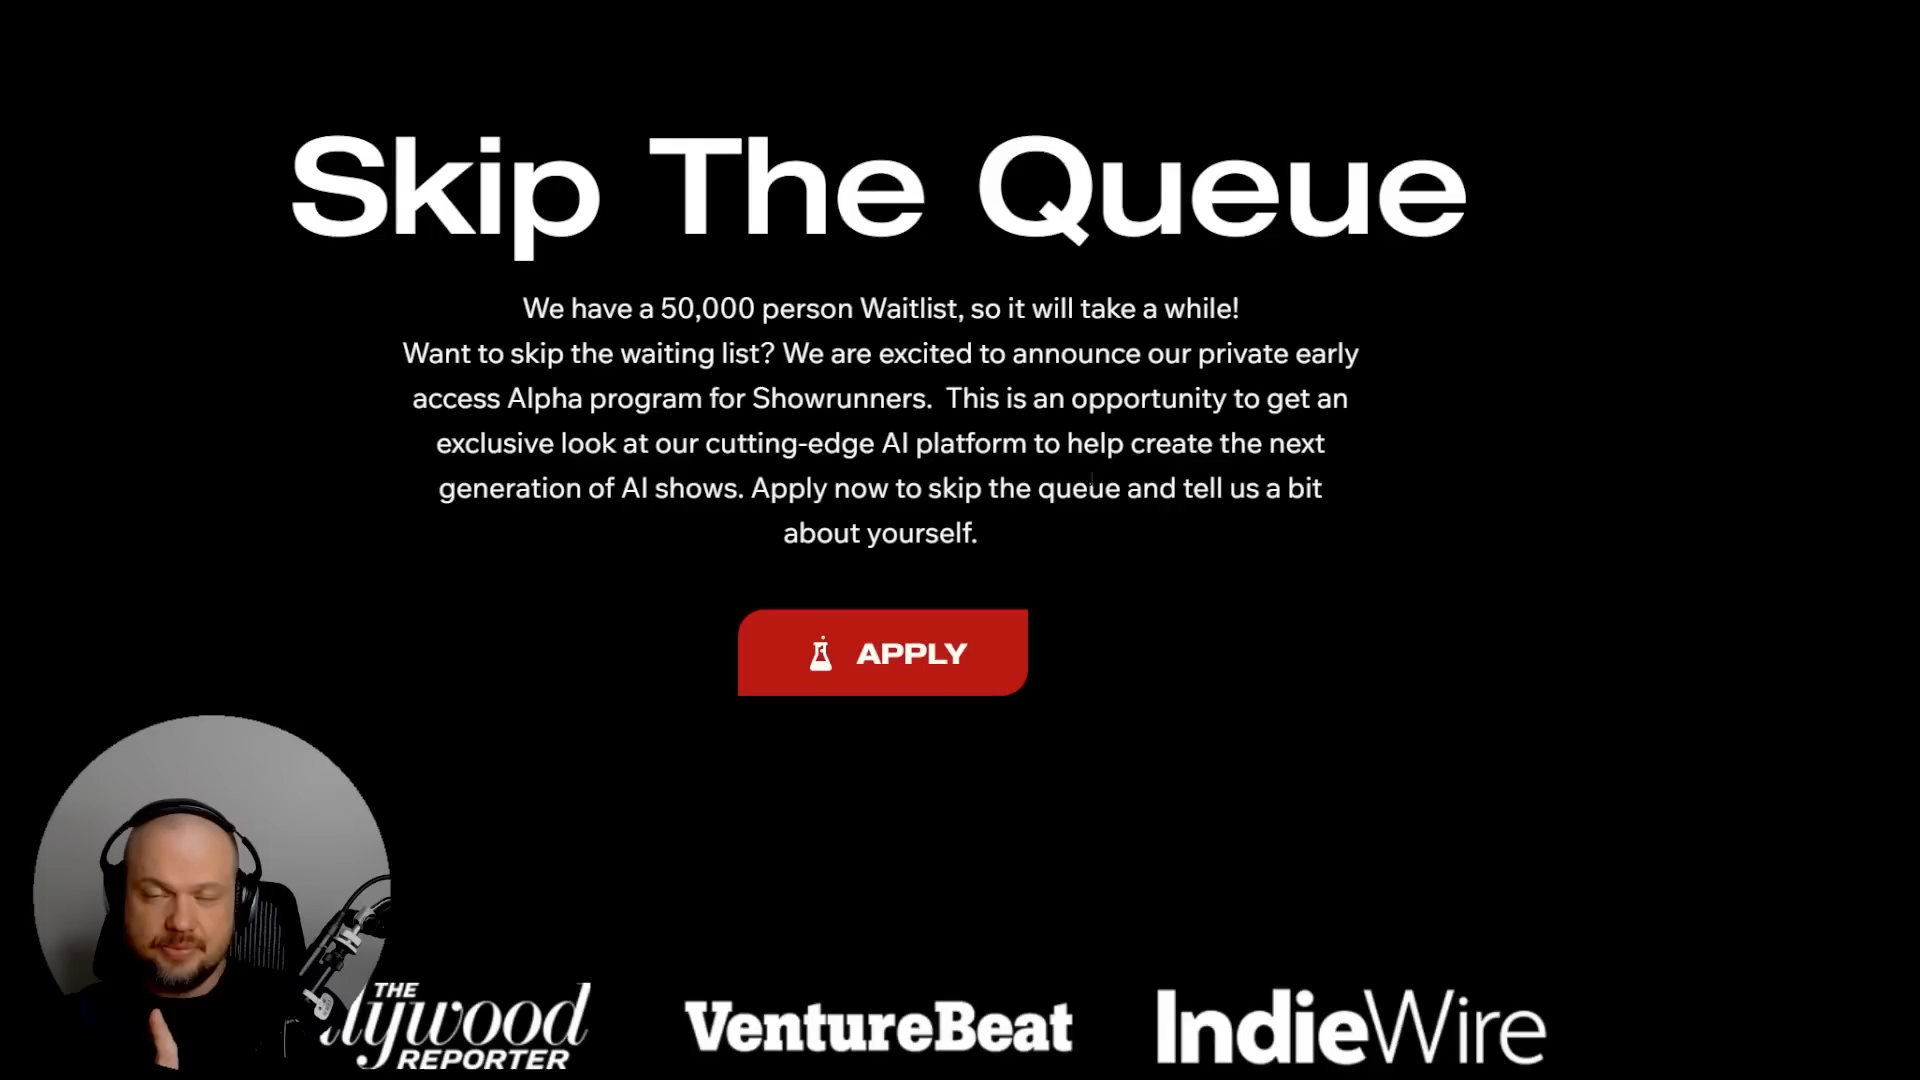 Skip The Queue
We have a 50,000 person Waitlist, so it will take a while!
Want to skip the waiting list? We are excited to announce our private early
access Alpha program for Showrunners.  This is an opportunity to get an
exclusive look at our cutting-edge AI platform to help create the next
generation of AI shows. Apply now to skip the queue and tell us a bit
about yourself.
APPLY
THE
REPORTER
VentureBeat
IndieWire